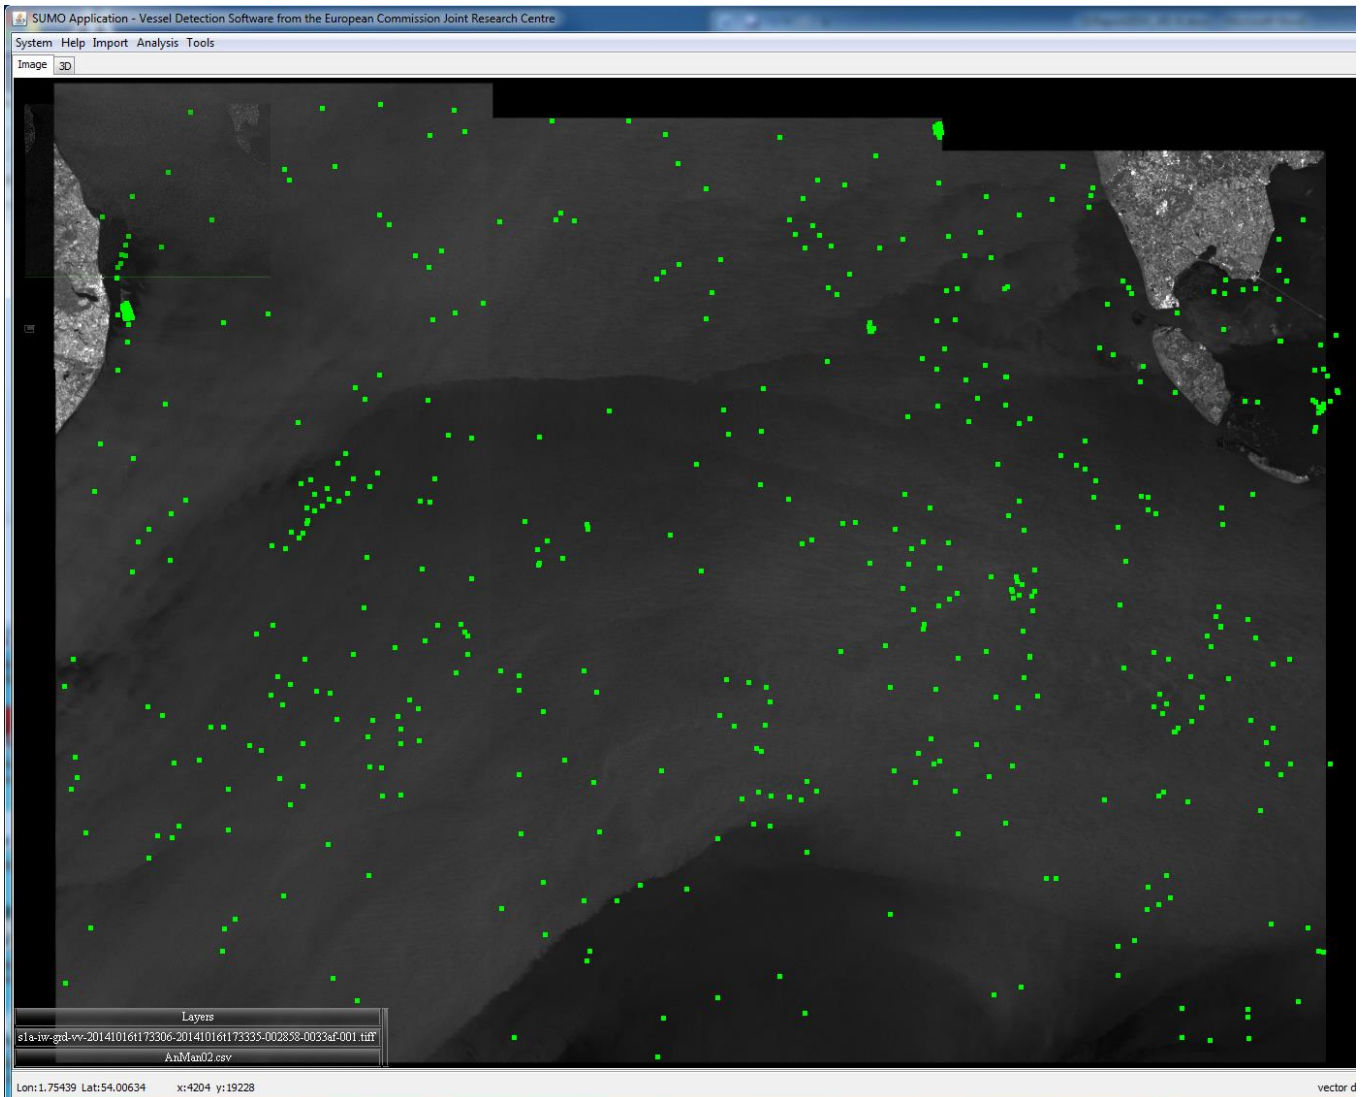 SUMO Application - Vessel Detection Software from the European Commission Joint Research Centre
System Help Import Analysis Tools
Image 3D
Layers
s1a-iw-grd-vv-20141016t173306-20141016t173335-002858-0033af-001.tiff
AnMan02.csv
Lon:1.75439 Lat:54.00634 x:4204 y:19228 vector d